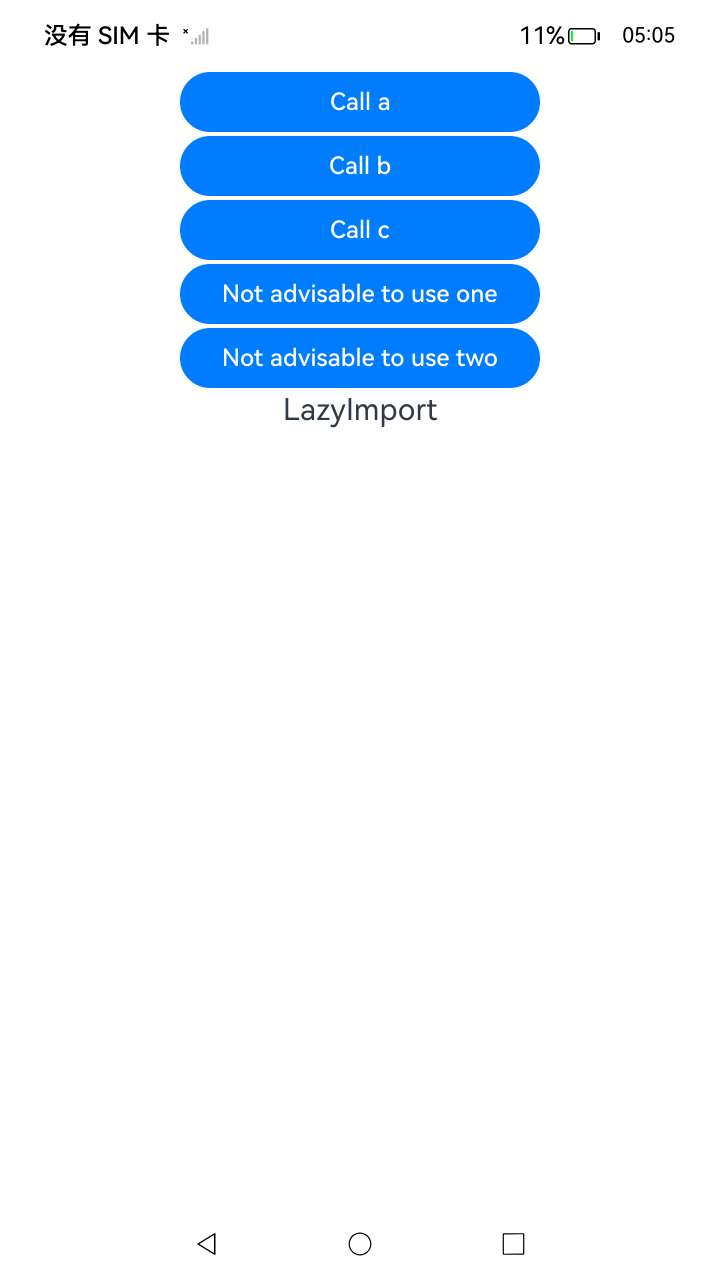 没有 SIM 卡 11% 05:05
Call a
Call b
Call c
Not advisable to use one
Not advisable to use two
LazyImport